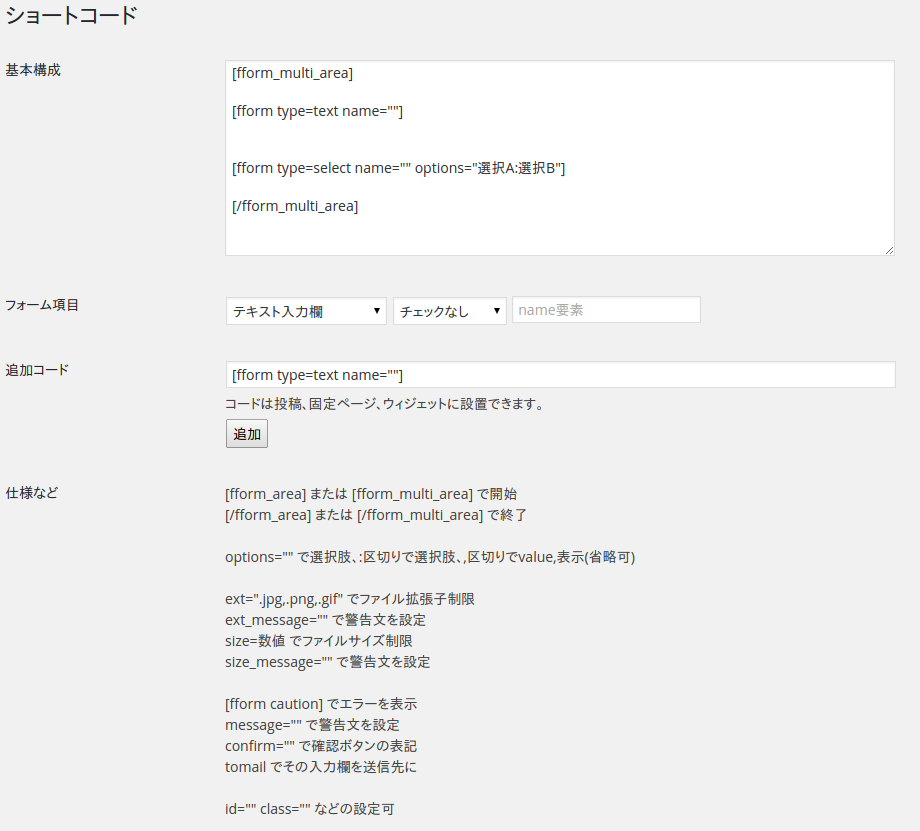 ショートコード
基本構成
[fform_multi_area]
[fform type=text name=""]
[fform type=select name="" options="選択A:選択B"]
[/fform_multi_area]
フォーム項目
テキスト入力欄 チェックなし name要素
追加コード
[fform type=text name=""]
コードは投稿、固定ページ、ウィジェットに設置できます。
追加
仕様など
[fform_area] または [fform_multi_area] で開始
[/fform_area] または [/fform_multi_area] で終了
options="" で選択肢、:区切りで選択肢、,区切りでvalue,表示(省略可)
ext=".jpg,.png,.gif" でファイル拡張子制限
ext_message="" で警告文を設定
size=数値 でファイルサイズ制限
size_message="" で警告文を設定
[fform caution] でエラーを表示
message="" で警告文を設定
confirm="" で確認ボタンの表記
tomail でその入力欄を送信先に
id="" class="" などの設定可